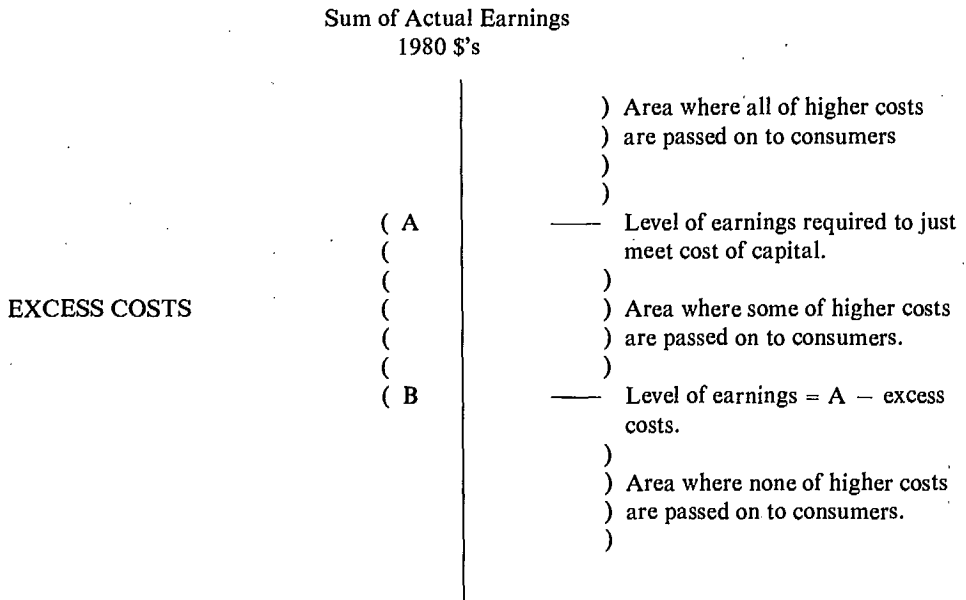 Sum of Actual Earnings
1980 $'s
) Area where all of higher costs
) are passed on to consumers
)
)
( A — Level of earnings required to just
( meet cost of capital.
( )
EXCESS COSTS ( ) Area where some of higher costs
( ) are passed on to consumers.
( )
( B — Level of earnings = A — excess
costs.
)
) Area where none of higher costs
) are passed on to consumers.
)